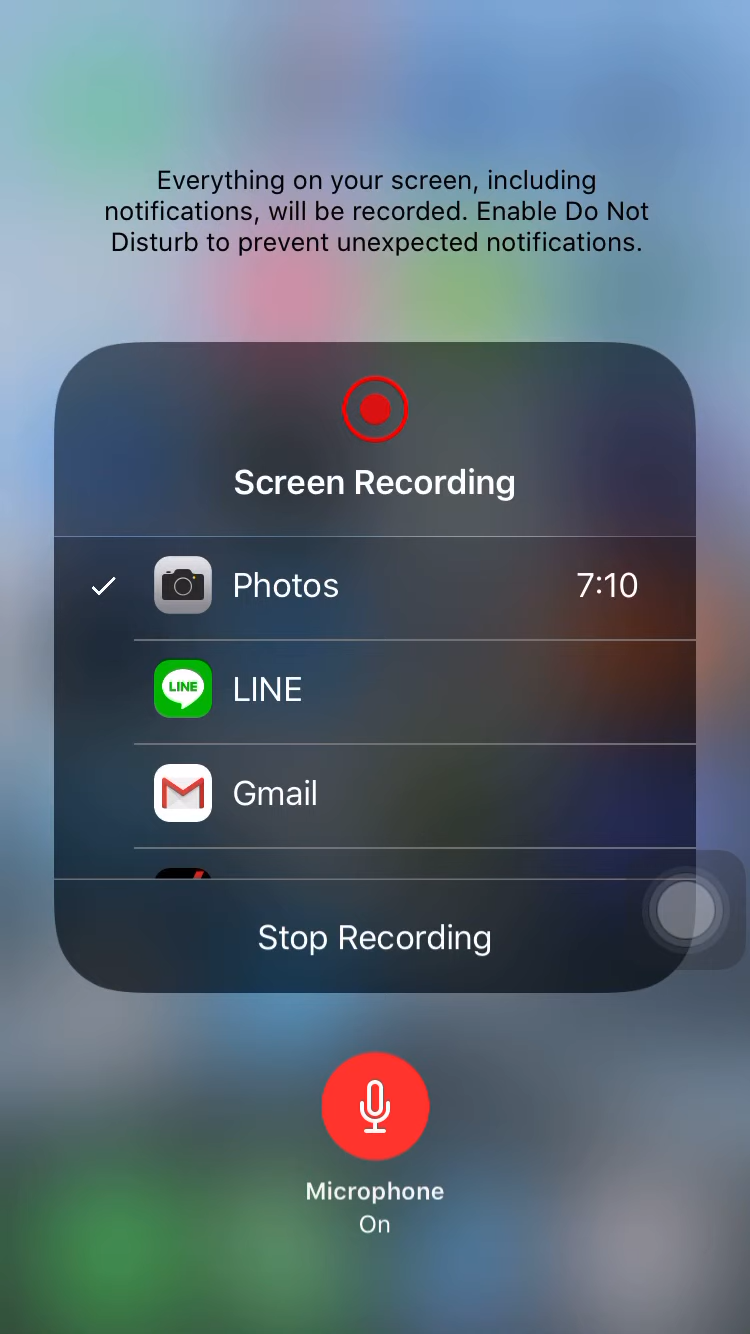 Everything on your screen, including
notifications, will be recorded. Enable Do Not
Disturb to prevent unexpected notifications.
Screen Recording
Photos 7:10
LINE LINE
Gmail
Stop Recording
Microphone
On